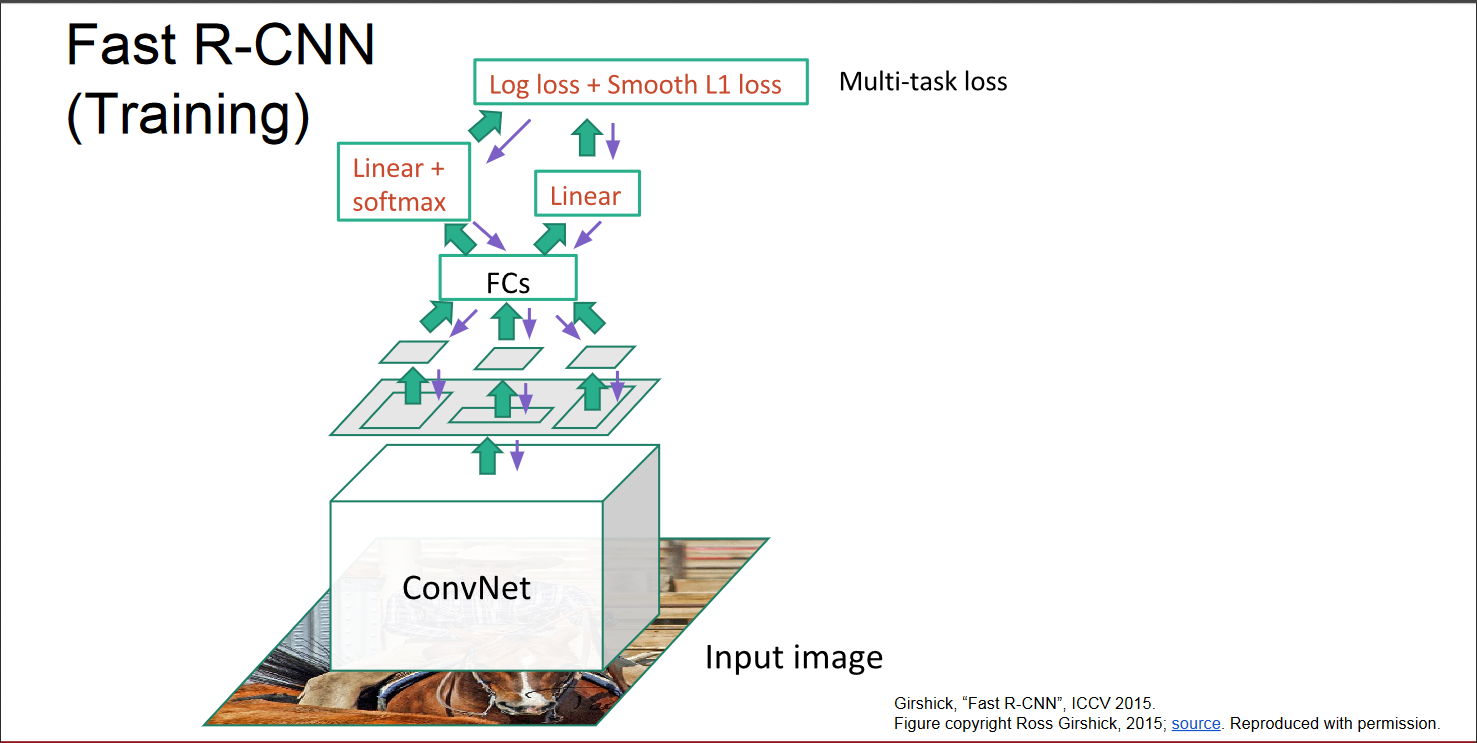 Fast R-CNN
(Training)
Log loss + Smooth L1 loss
Multi-task loss
Linear +
softmax
Linear
FCs
ConvNet
Input image
Girshick, “Fast R-CNN”, ICCV 2015.
Figure copyright Ross Girshick, 2015; source. Reproduced with permission.